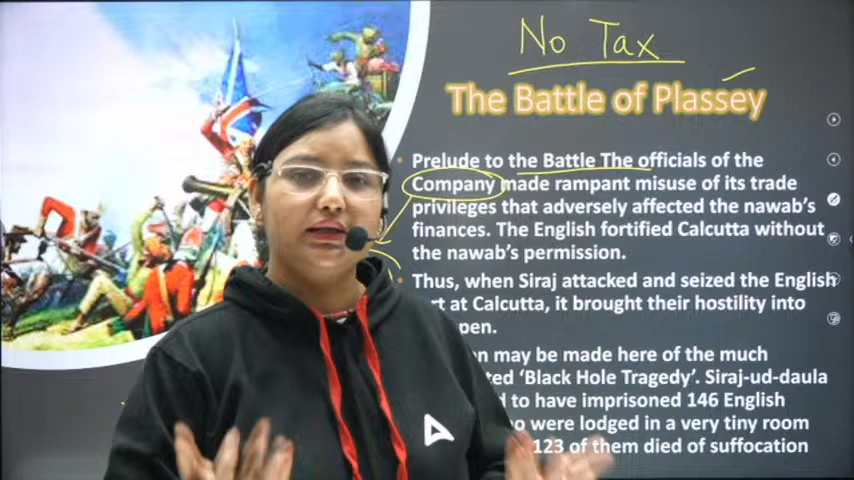 No Tax
The Battle of Plassey
Prelude to the Battle The officials of the
Company made rampant misuse of its trade
privileges that adversely affected the nawab's
finances. The English fortified Calcutta without
the nawab's permission.
Thus, when Siraj attacked and seized the English
at Calcutta, it brought their hostility into
may be made here of the much
'Black Hole Tragedy'. Siraj-ud-daula
to have imprisoned 146 English
were lodged in a very tiny room
123 of them died of suffocation